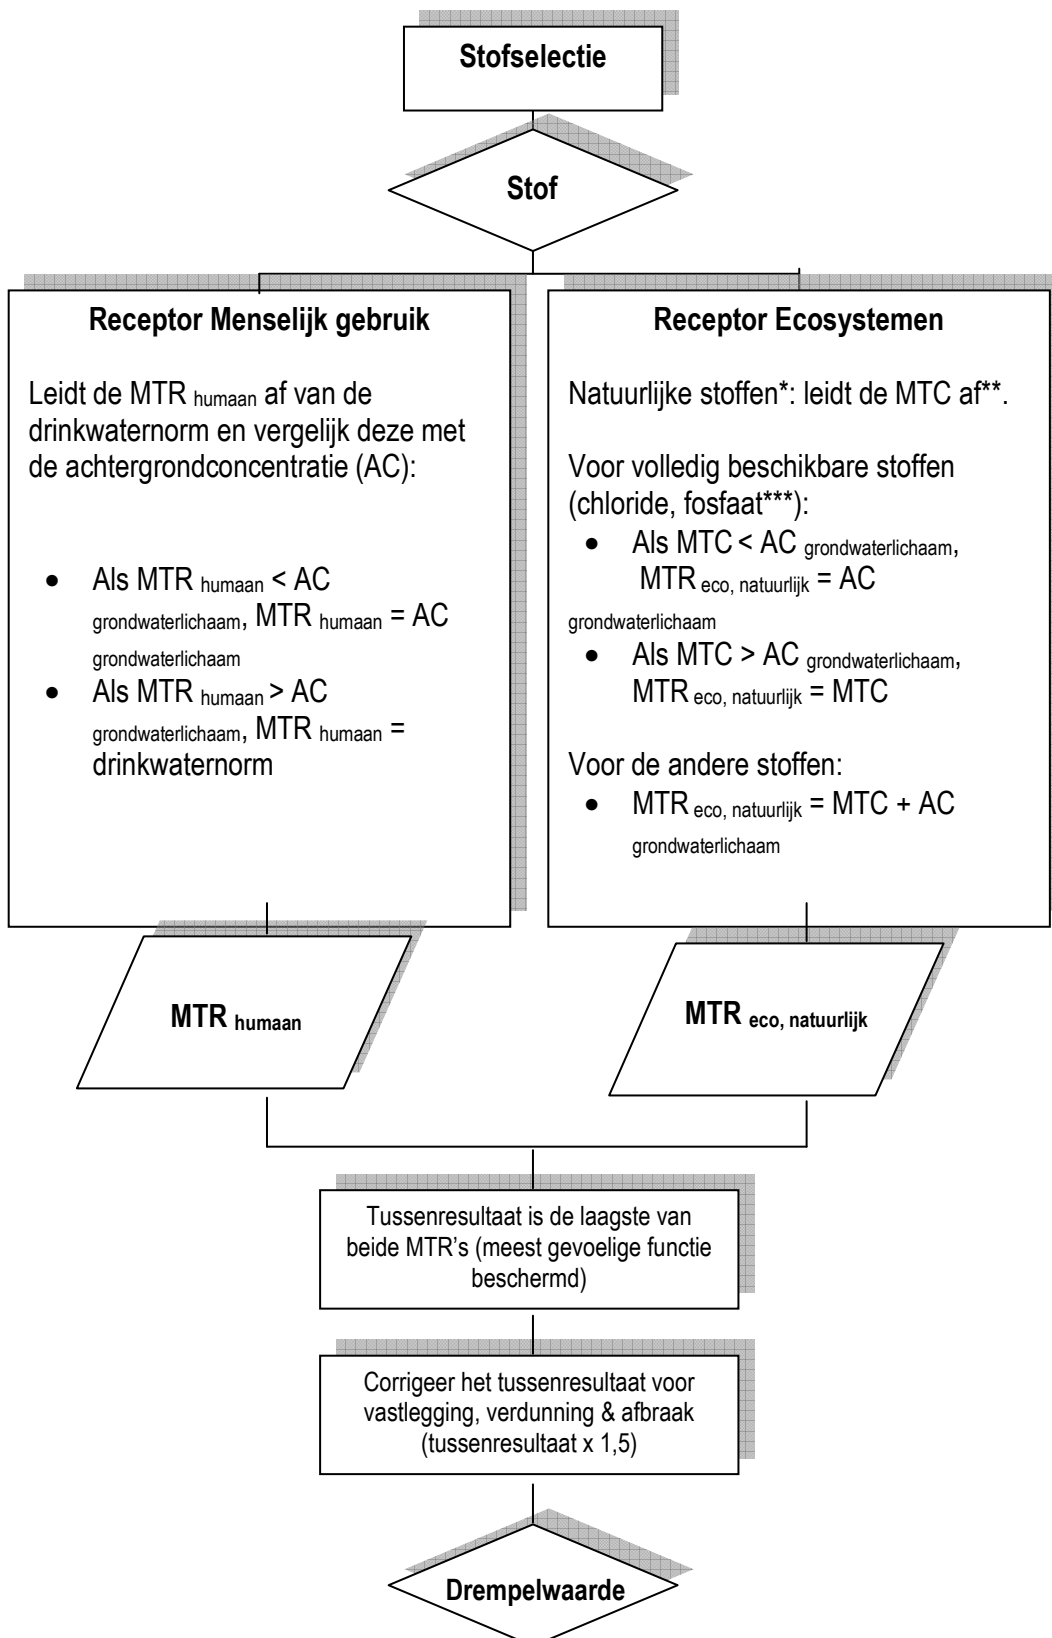 Stofselectie
Stof
Receptor Menselijk gebruik
Leidt de MTR humaan af van de
drinkwaternorm en vergelijk deze met
de achtergrondconcentratie (AC):
• Als MTR humaan < AC
grondwaterlichaam, MTR humaan = AC
grondwaterlichaam
• Als MTR humaan > AC
grondwaterlichaam, MTR humaan =
drinkwaternorm
Receptor Ecosystemen
Natuurlijke stoffen*: leidt de MTC af**.
Voor volledig beschikbare stoffen
(chloride, fosfaat***):
• Als MTC < AC grondwaterlichaam,
MTR eco, natuurlijk = AC
grondwaterlichaam
• Als MTC > AC grondwaterlichaam,
MTR eco, natuurlijk = MTC
Voor de andere stoffen:
• MTR eco, natuurlijk = MTC + AC
grondwaterlichaam
MTR humaan
MTR eco, natuurlijk
Tussenresultaat is de laagste van
beide MTR's (meest gevoelige functie
beschermd)
Corrigeer het tussenresultaat voor
vastlegging, verdunning & afbraak
(tussenresultaat x 1,5)
Drempelwaarde